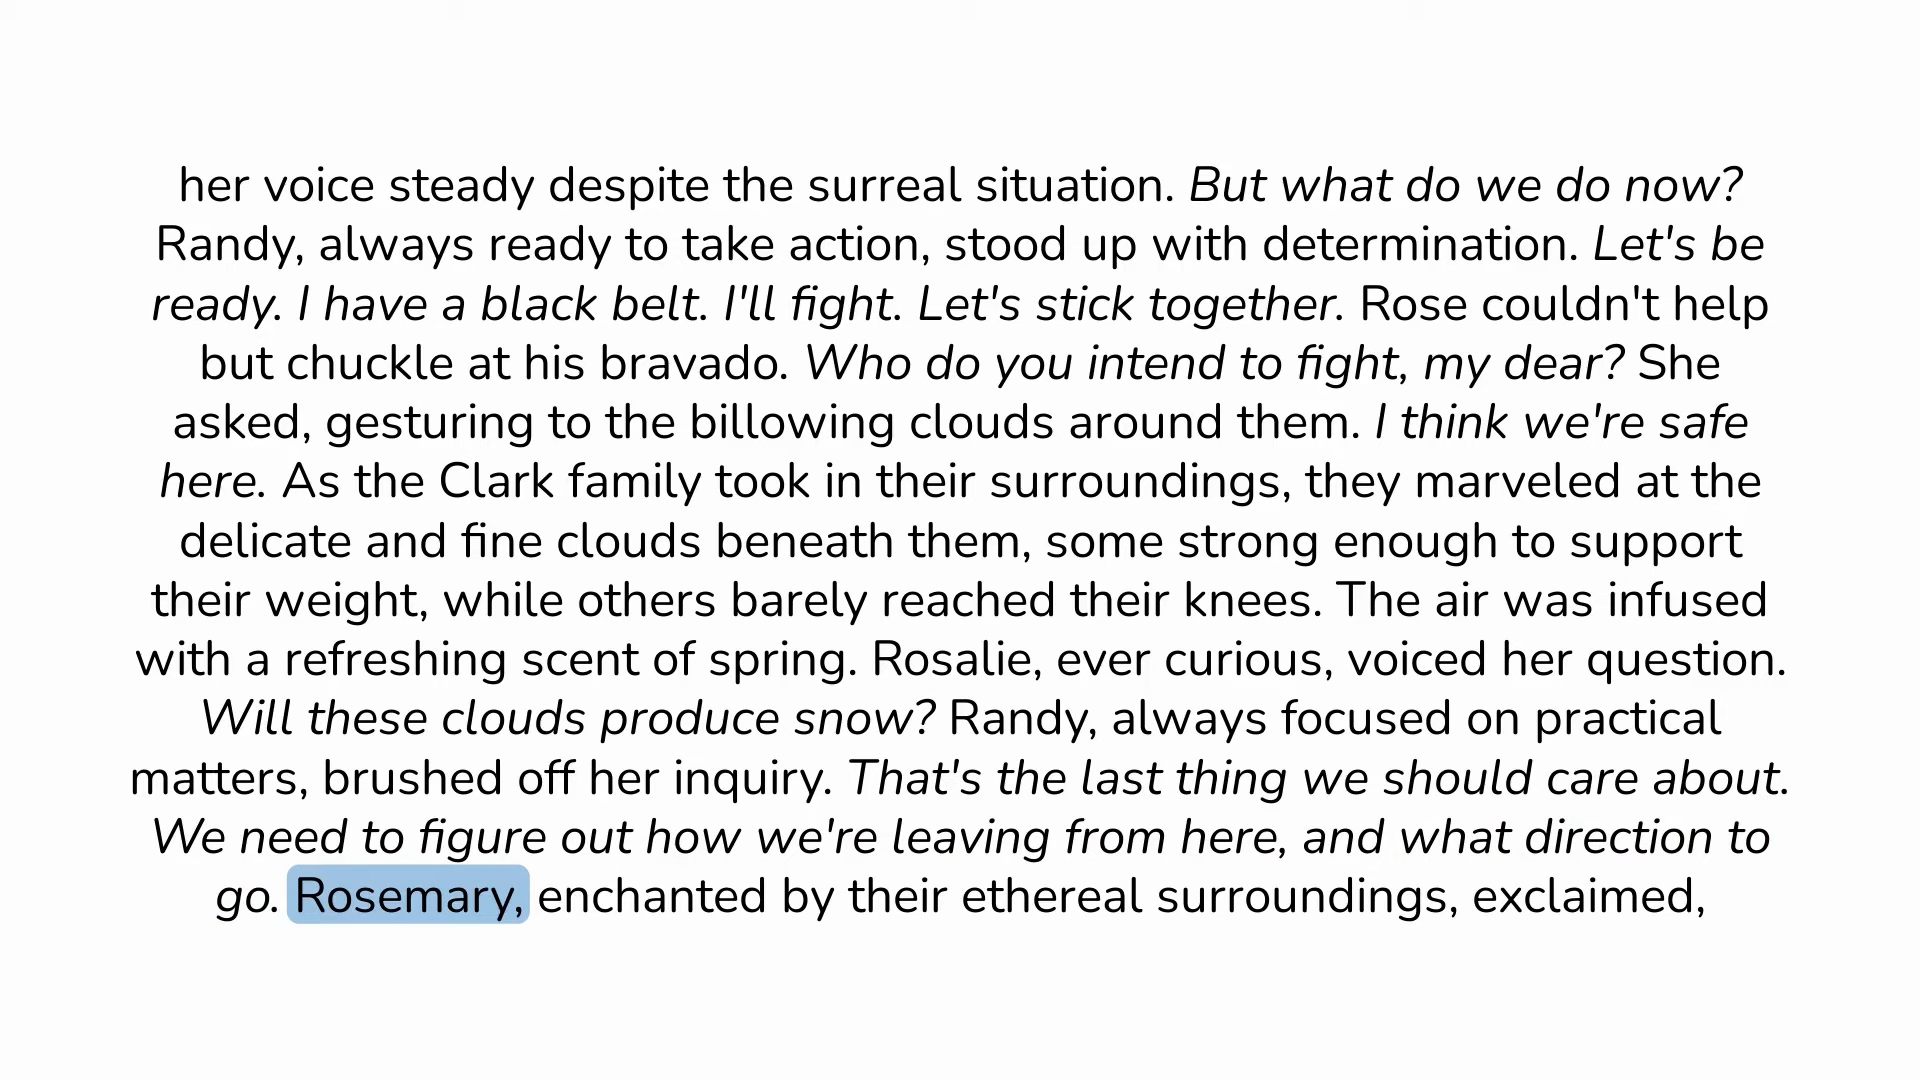 her voice steady despite the surreal situation. But what do we do now?
Randy, always ready to take action, stood up with determination. Let's be
ready. I have a black belt. I'll fight. Let's stick together. Rose couldn't help
but chuckle at his bravado. Who do you intend to fight, my dear? She
asked, gesturing to the billowing clouds around them. I think we're safe
here. As the Clark family took in their surroundings, they marveled at the
delicate and fine clouds beneath them, some strong enough to support
their weight, while others barely reached their knees. The air was infused
with a refreshing scent of spring. Rosalie, ever curious, voiced her question.
Will these clouds produce snow? Randy, always focused on practical
matters, brushed off her inquiry. That's the last thing we should care about.
We need to figure out how we're leaving from here, and what direction to
go. Rosemary, enchanted by their ethereal surroundings, exclaimed,